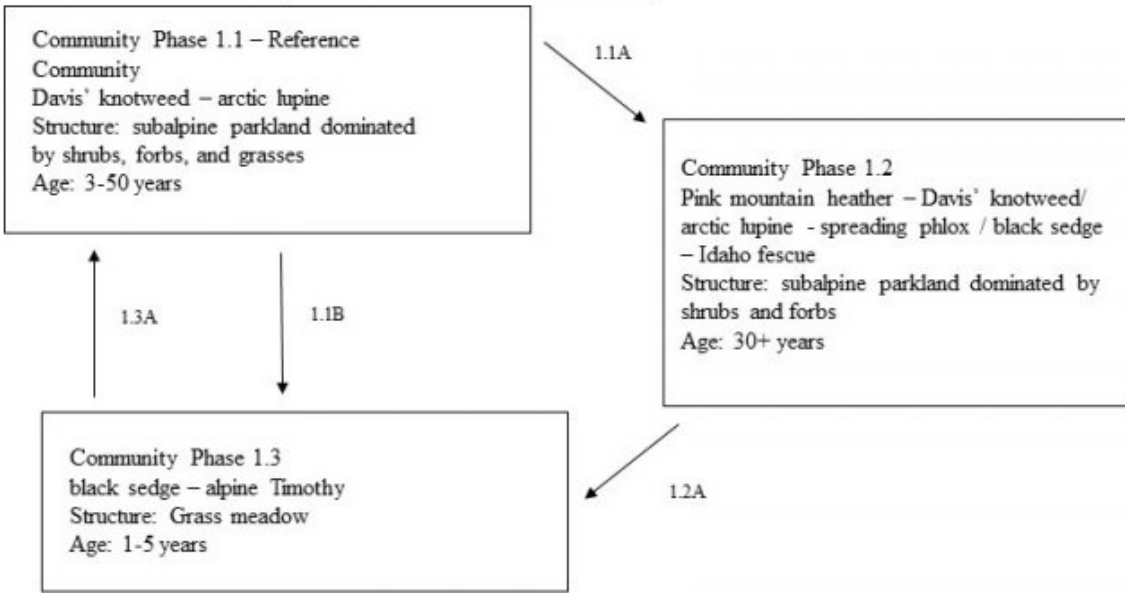 Community Phase 1.1 – Reference
Community
Davis’ knotweed – arctic lupine
Structure: subalpine parkland dominated
by shrubs, forbs, and grasses
Age: 3-50 years
1.1A
Community Phase 1.2
Pink mountain heather – Davis’ knotweed/
arctic lupine - spreading phlox / black sedge
– Idaho fescue
Structure: subalpine parkland dominated by
shrubs and forbs
Age: 30+ years
1.3A
1.1B
Community Phase 1.3
black sedge – alpine Timothy
Structure: Grass meadow
Age: 1-5 years
1.2A